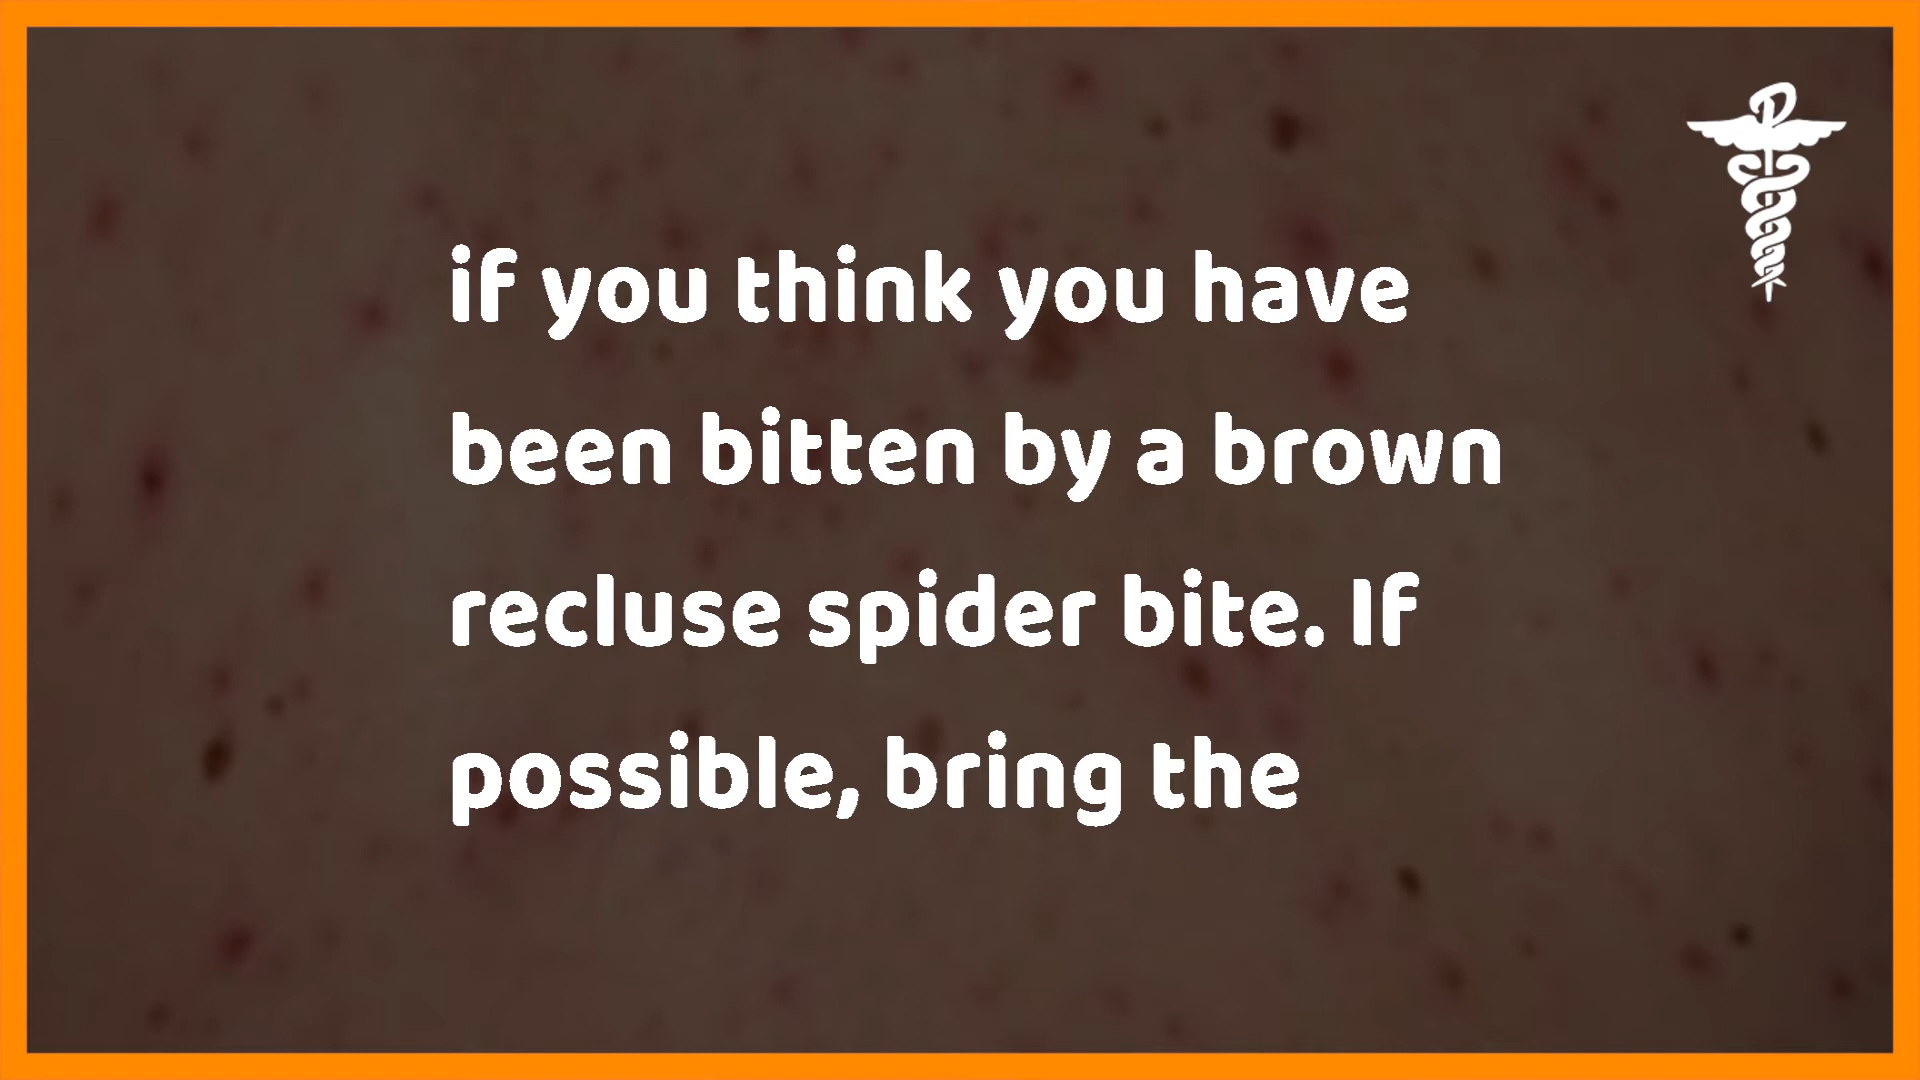 if you think you have
been bitten by a brown
recluse spider bite. If
possible, bring the